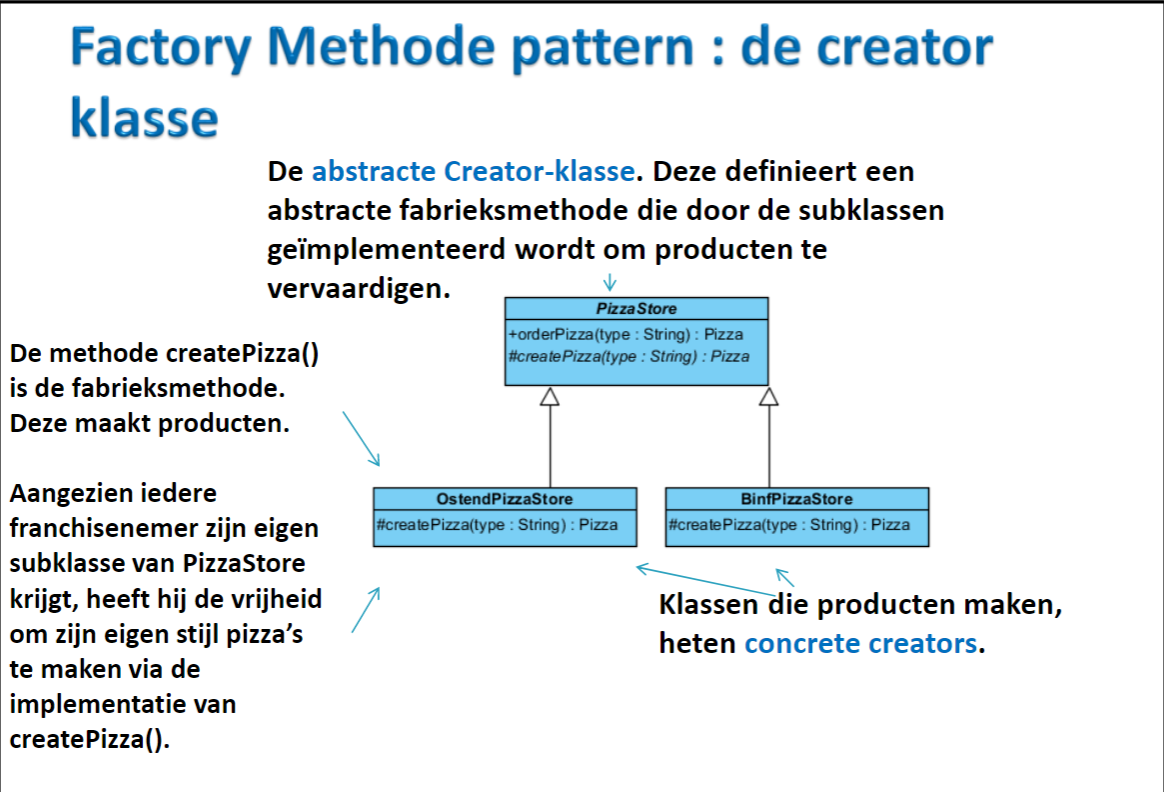 Factory Methode pattern : de creator
klasse
De abstracte Creator-klasse. Deze definieert een
abstracte fabrieksmethode die door de subklassen
geïmplementeerd wordt om producten te
vervaardigen.
PizzaStore
+orderPizza(type : String) : Pizza
#createPizza(type : String) : Pizza
De methode createPizza()
is de fabrieksmethode.
Deze maakt producten.
Aangezien iedere
franchisenemer zijn eigen
subklasse van PizzaStore
krijgt, heeft hij de vrijheid
om zijn eigen stijl pizza’s
te maken via de
implementatie van
createPizza().
OstendPizzaStore
#createPizza(type : String) : Pizza
BinfPizzaStore
#createPizza(type : String) : Pizza
Klassen die producten maken,
heten concrete creators.